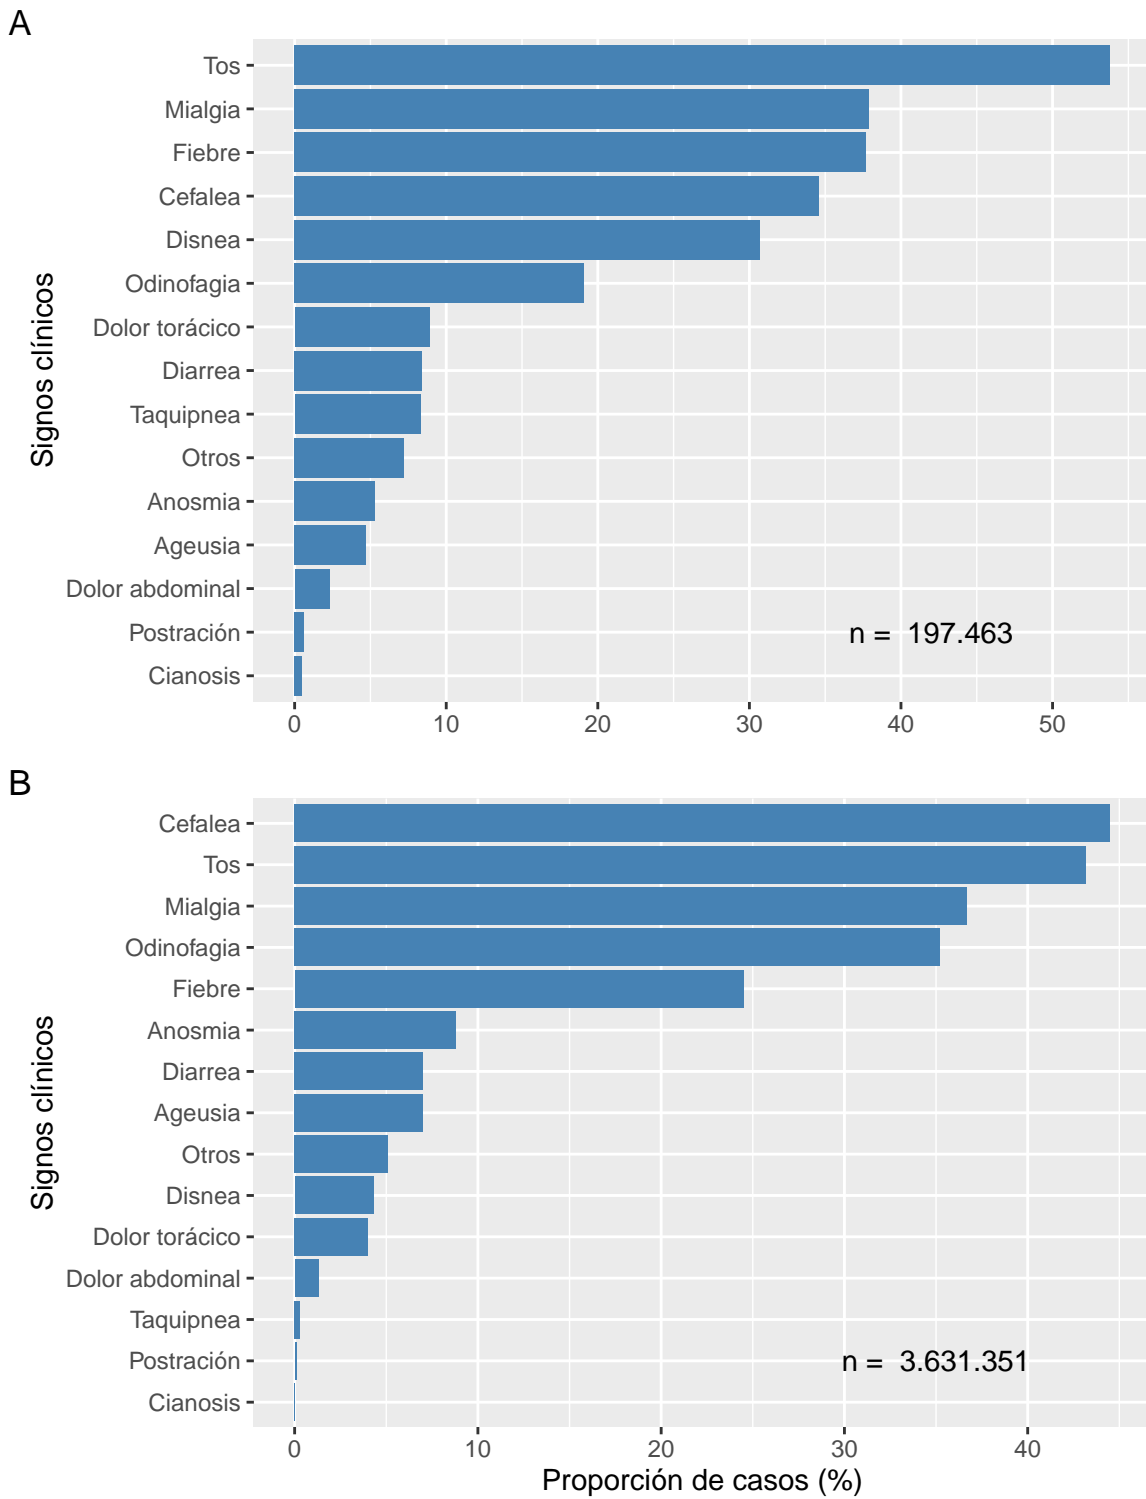 A
Tos
Mialgia
Fiebre
Cefalea
Disnea
Odinofagia
Dolor torácico
Diarrea
Taquipnea
Otros
Anosmia
Ageusia
Dolor abdominal
Postración
Cianosis
Signos clínicos
n =  197.463
0 10 20 30 40 50
B
Cefalea
Tos
Mialgia
Odinofagia
Fiebre
Anosmia
Diarrea
Ageusia
Otros
Disnea
Dolor torácico
Dolor abdominal
Taquipnea
Postración
Cianosis
Signos clínicos
n =  3.631.351
0 10 20 30 40
Proporción de casos (%)